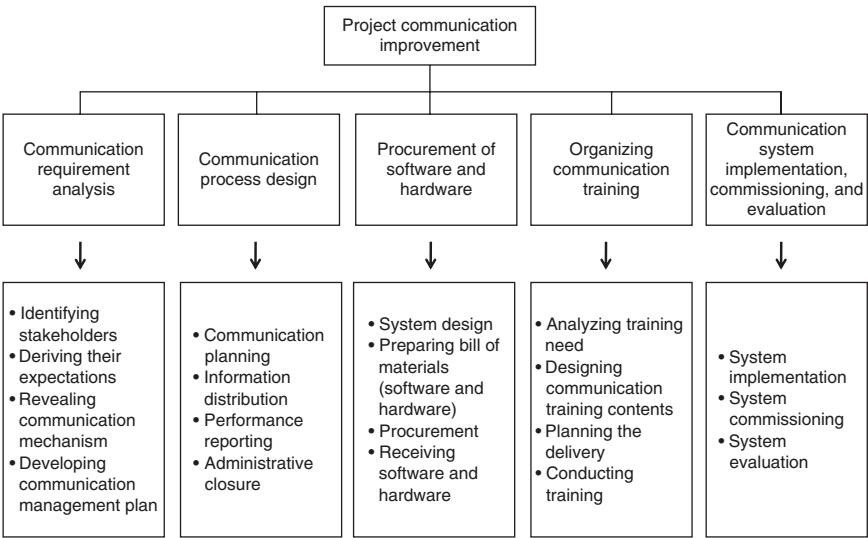 Project communication
improvement
Communication
requirement
analysis
Communication
process design
Procurement of
software and
hardware
Organizing
communication
training
Communication
system
implementation,
commissioning, and
evaluation
• Identifying
stakeholders
• Deriving their
expectations
• Revealing
communication
mechanism
• Developing
communication
management plan
• Communication
planning
• Information
distribution
• Performance
reporting
• Administrative
closure
• System design
• Preparing bill of
materials
(software and
hardware)
• Procurement
• Receiving
software and
hardware
• Analyzing training
need
• Designing
communication
training contents
• Planning the
delivery
• Conducting
training
• System
implementation
• System
commissioning
• System
evaluation